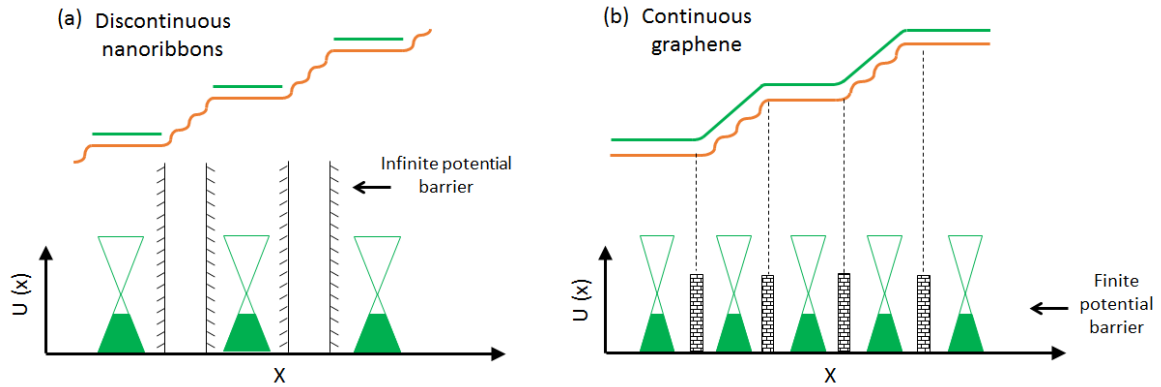 (a) Discontinuous
nanoribbons
Infinite potential
barrier
U (x)
X
(b) Continuous
graphene
Finite
potential
barrier
U (x)
X